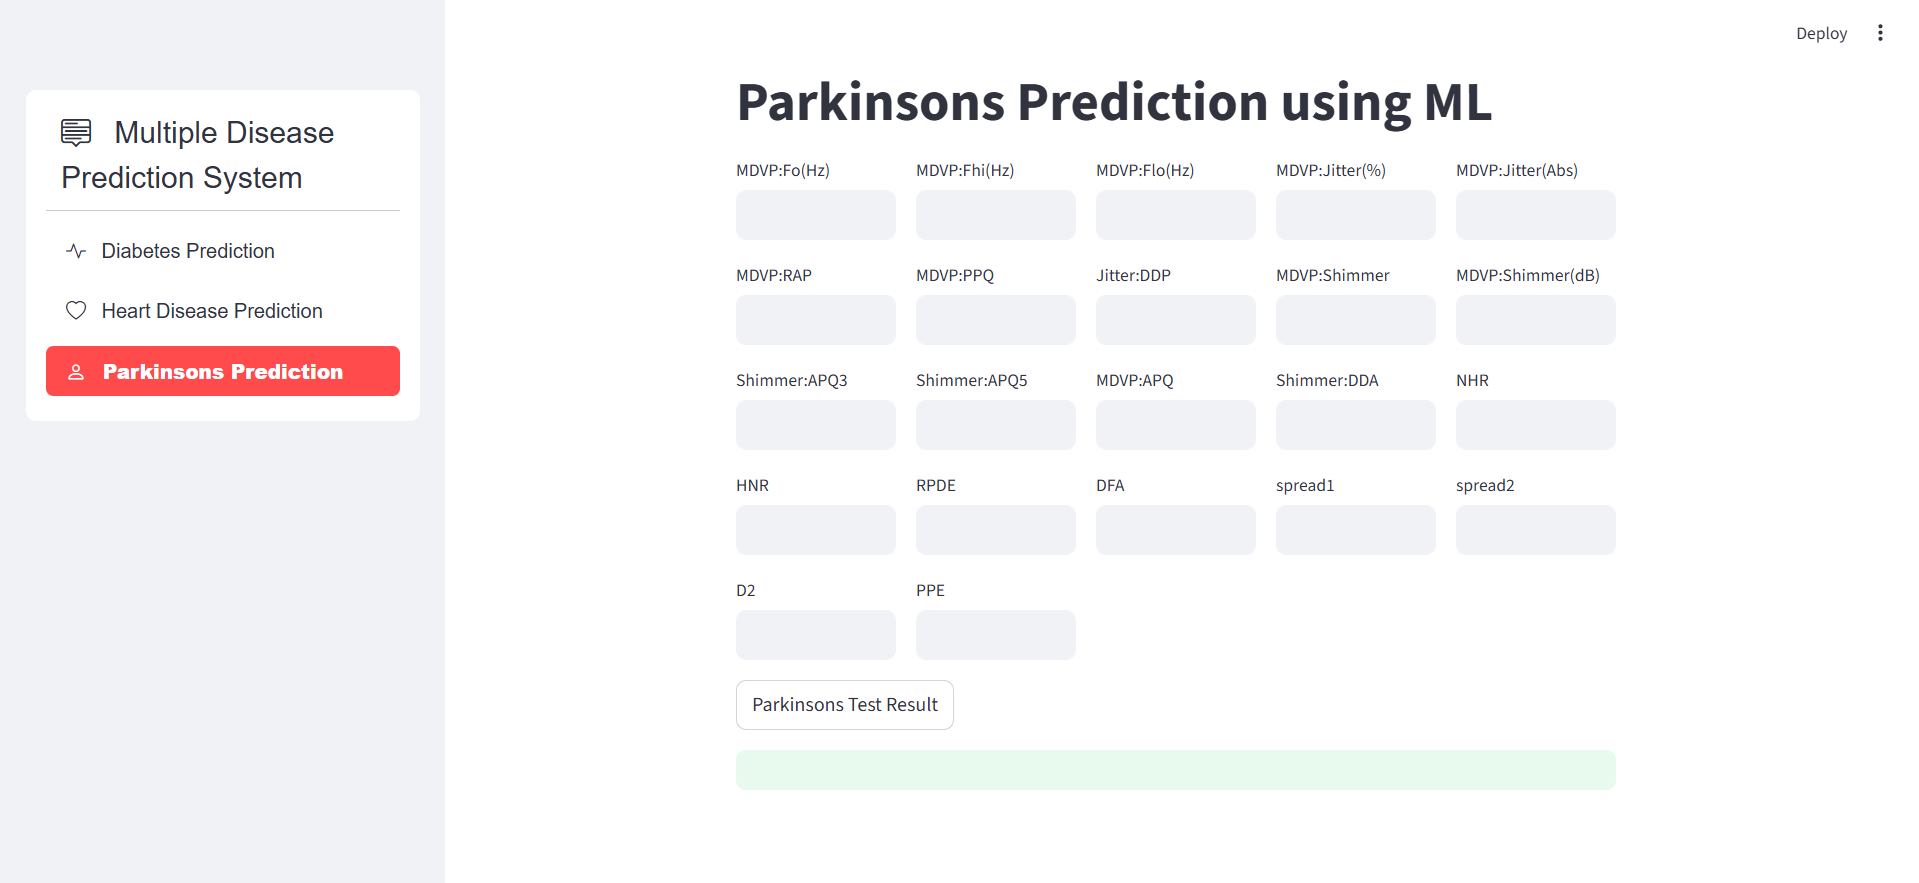 Deploy
Multiple Disease
Prediction System
Diabetes Prediction
Heart Disease Prediction
Parkinsons Prediction
Parkinsons Prediction using ML
MDVP:Fo(Hz) MDVP:Fhi(Hz) MDVP:Flo(Hz) MDVP:Jitter(%) MDVP:Jitter(Abs)
MDVP:RAP MDVP:PPQ Jitter:DDP MDVP:Shimmer MDVP:Shimmer(dB)
Shimmer:APQ3 Shimmer:APQ5 MDVP:APQ Shimmer:DDA NHR
HNR RPDE DFA spread1 spread2
D2 PPE
Parkinsons Test Result